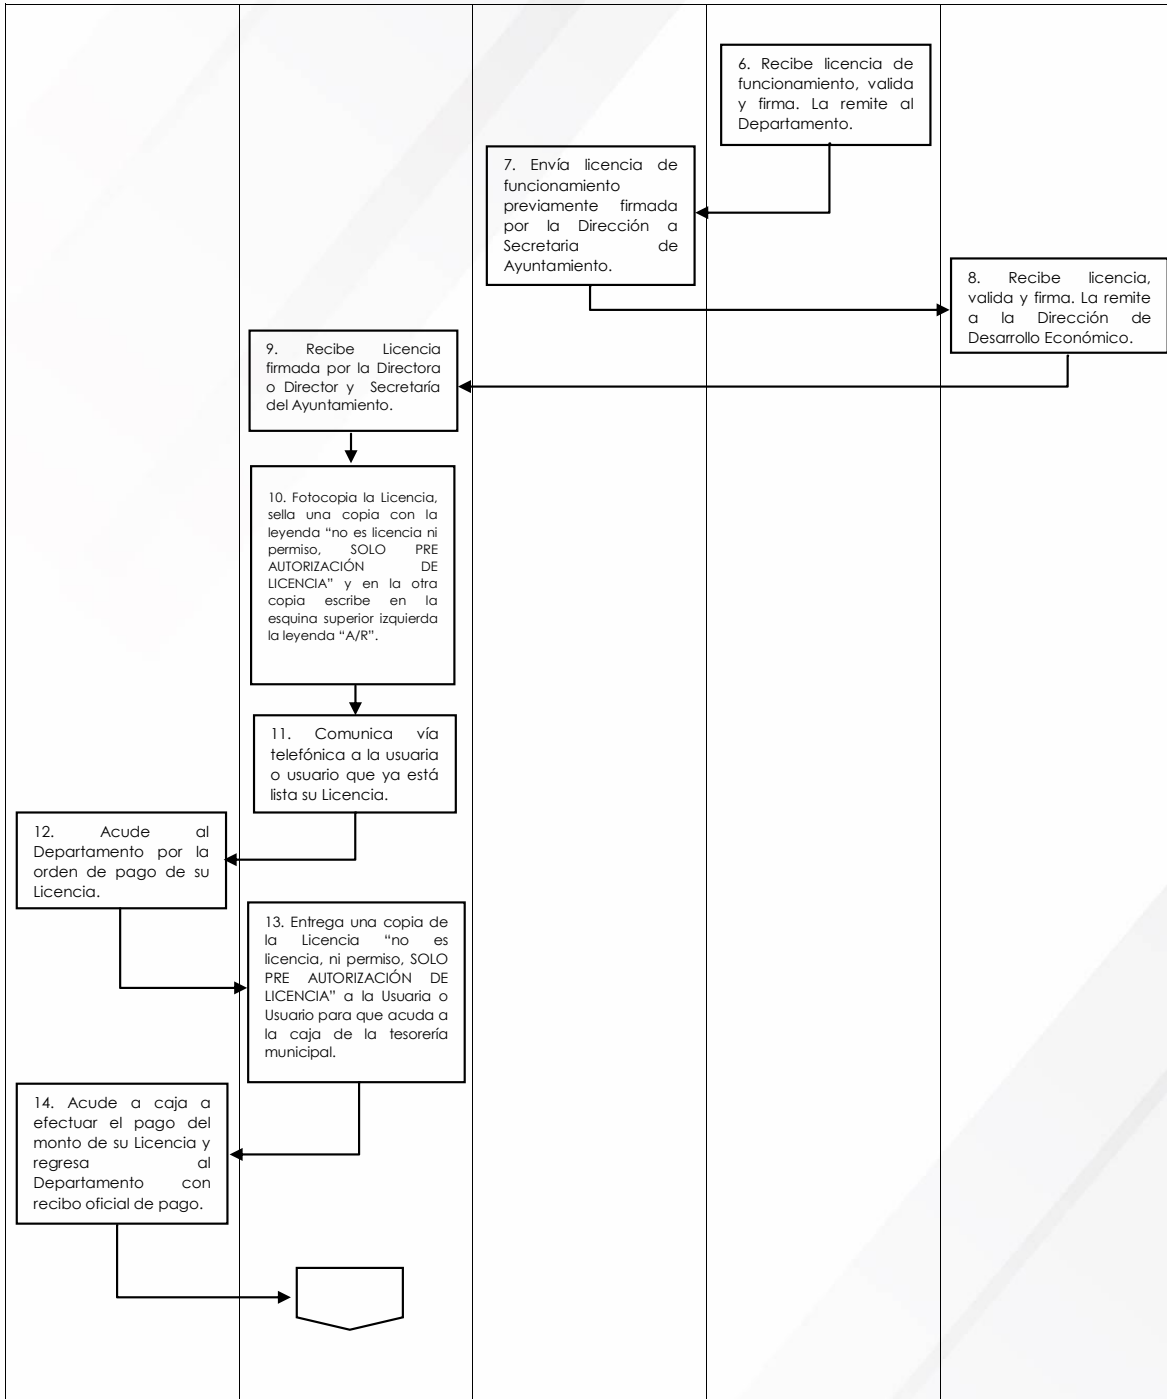 6. Recibe licencia de
funcionamiento, valida
y firma. La remite al
Departamento.
7. Envía licencia de
funcionamiento
previamente firmada
por la Dirección a
Secretaria de
Ayuntamiento.
8. Recibe licencia,
valida y firma. La remite
a la Dirección de
Desarrollo Económico.
9. Recibe Licencia
firmada por la Directora
o Director y Secretaría
del Ayuntamiento.
10. Fotocopia la Licencia,
sella una copia con la
leyenda “no es licencia ni
permiso, SOLO PRE
AUTORIZACIÓN DE
LICENCIA” y en la otra
copia escribe en la
esquina superior izquierda
la leyenda “A/R”.
11. Comunica vía
telefónica a la usuaria
o usuario que ya está
lista su Licencia.
12. Acude al
Departamento por la
orden de pago de su
Licencia.
13. Entrega una copia de
la Licencia “no es
licencia, ni permiso, SOLO
PRE AUTORIZACIÓN DE
LICENCIA” a la Usuaria o
Usuario para que acuda a
la caja de la tesorería
municipal.
14. Acude a caja a
efectuar el pago del
monto de su Licencia y
regresa al
Departamento con
recibo oficial de pago.